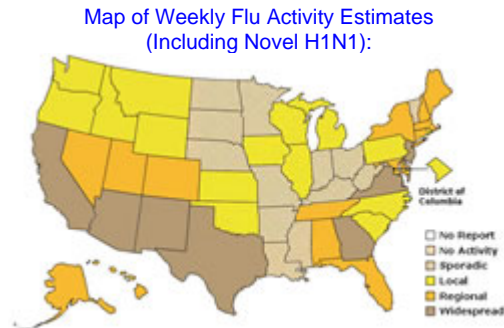 Map of Weekly Flu Activity Estimates
(Including Novel H1N1):
District of
Columbia
No Report
No Activity
Sporadic
Local
Regional
Widespread